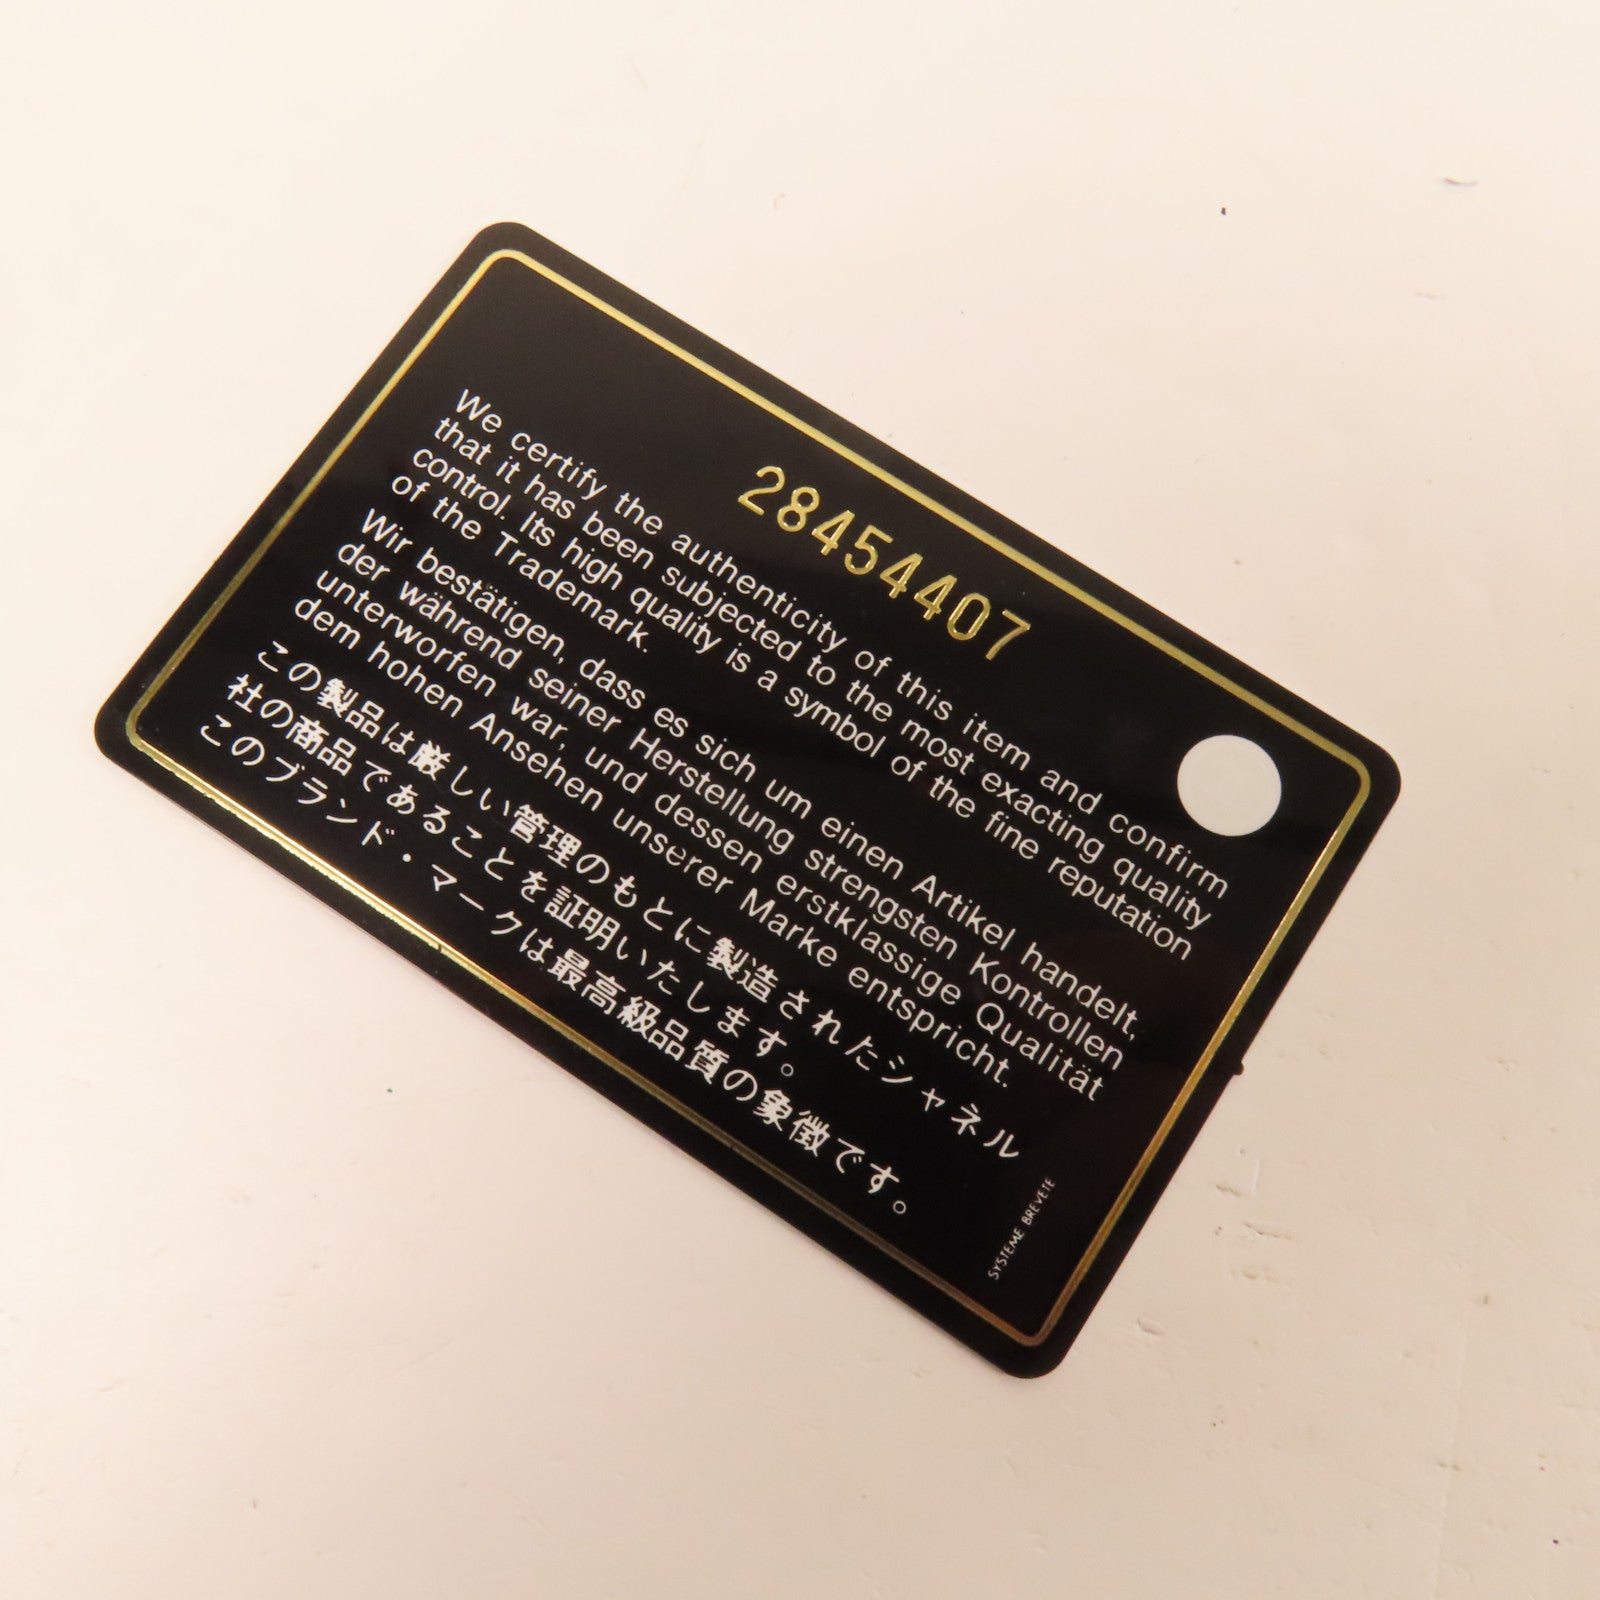 28454407
We certify the authenticity of this item and confirm
that it has been subjected to the most exacting quality
control. Its high quality is a symbol of the fine reputation
of the Trademark.
Wir bestätigen, dass es sich um einen Artikel handelt,
der während seiner Herstellung strengsten Kontrollen
unterworfen war, und dessen erstklassige Qualität
dem hohen Ansehen unserer Marke entspricht.
この製品は厳しい管理のもとに製造されたシャネル
社の商品であることを証明いたします。
このブランド・マークは最高級品質の象徴です。
SYSTEME BREVETE